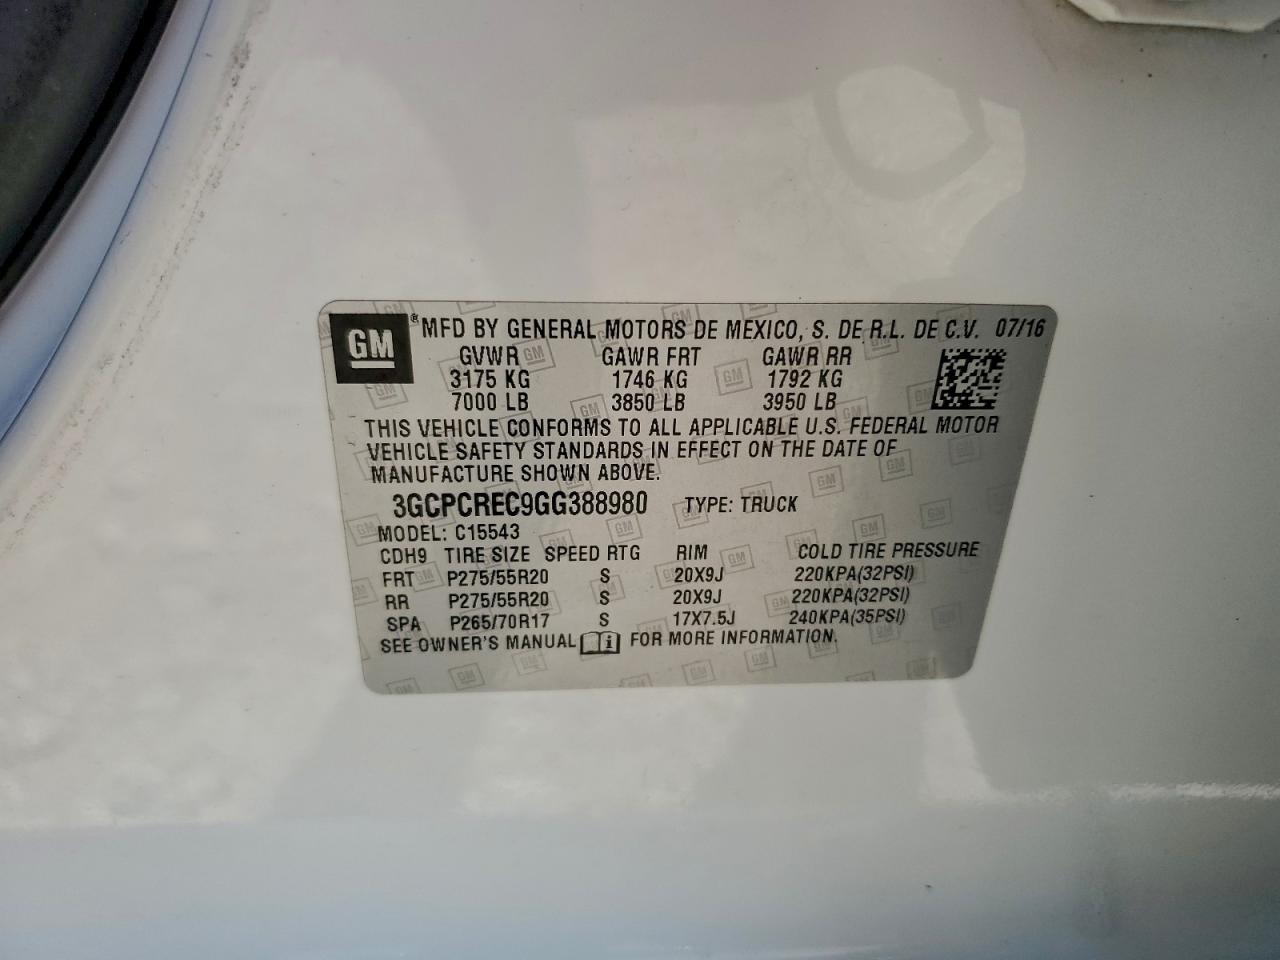 GM ® MFD BY GENERAL MOTORS DE MEXICO, S. DE R.L. DE C.V. 07/16
GVWR GAWR FRT GAWR RR
3175 KG 1746 KG 1792 KG
7000 LB 3850 LB 3950 LB
THIS VEHICLE CONFORMS TO ALL APPLICABLE U.S. FEDERAL MOTOR
VEHICLE SAFETY STANDARDS IN EFFECT ON THE DATE OF
MANUFACTURE SHOWN ABOVE.
3GCPCREC9GG388980 TYPE: TRUCK
MODEL: C15543
CDH9 TIRE SIZE SPEED RTG RIM COLD TIRE PRESSURE
FRT P275/55R20 S 20X9J 220KPA(32PSI)
RR P275/55R20 S 20X9J 220KPA(32PSI)
SPA P265/70R17 S 17X7.5J 240KPA(35PSI)
SEE OWNER'S MANUAL i FOR MORE INFORMATION.